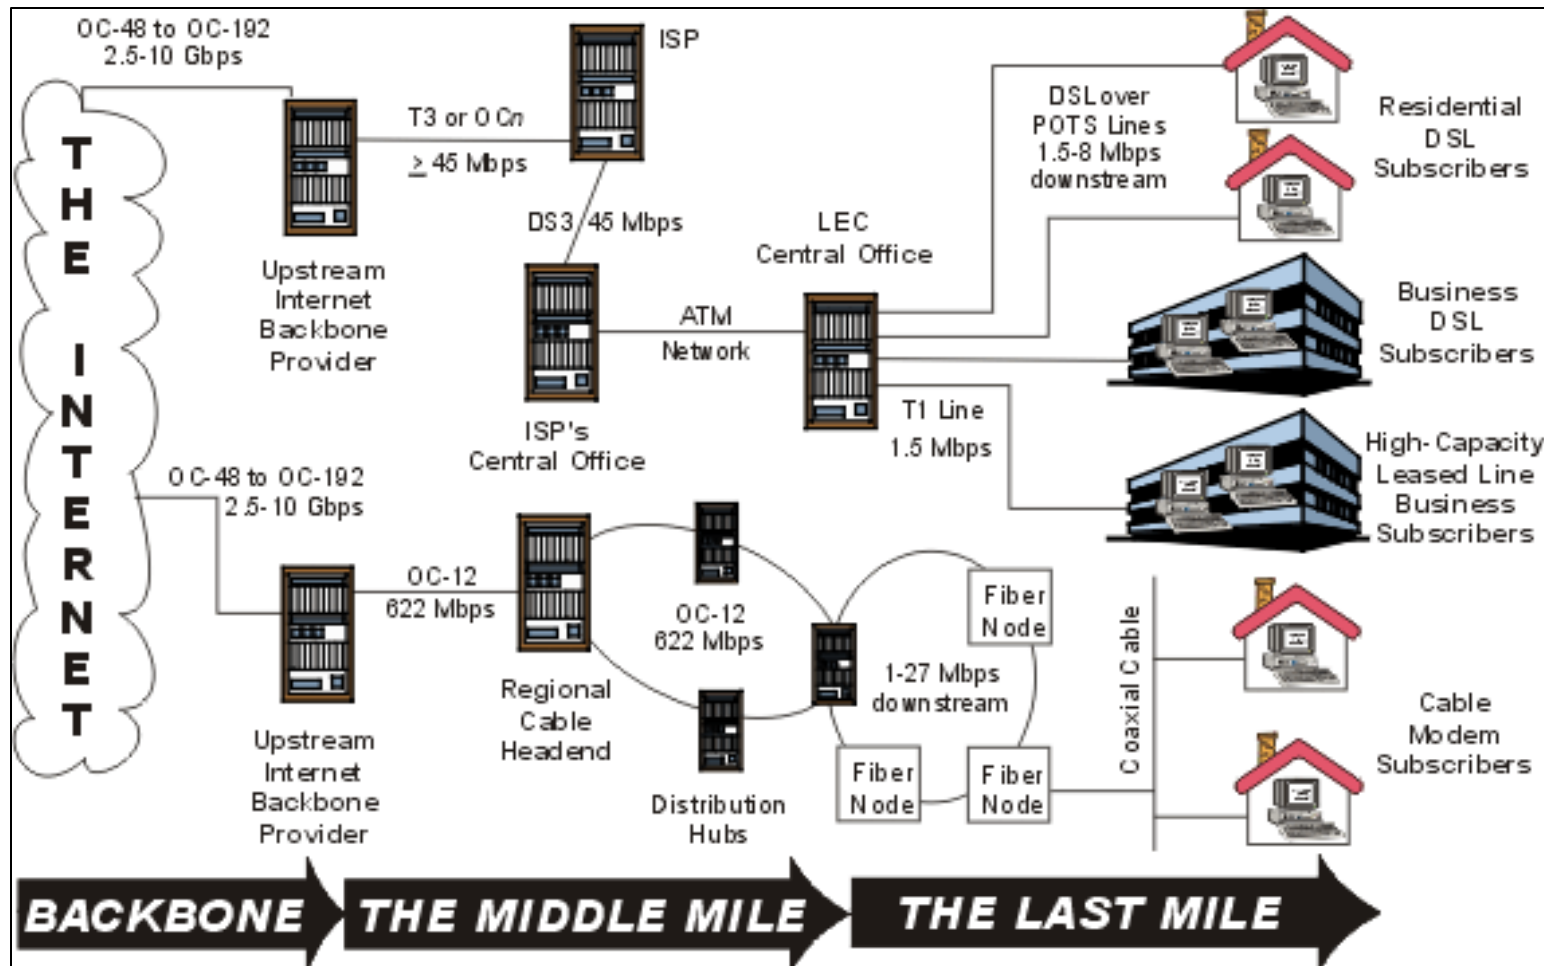 OC-48 to OC-192
2.5-10 Gbps
THE INTERNET
Upstream
Internet
Backbone
Provider
T3 or OCn
≥ 45 Mbps
ISP
DS3 45 Mbps
ISP's
Central Office
ATM
Network
LEC
Central Office
DSL over
POTS Lines
1.5-8 Mbps
downstream
Residential
DSL
Subscribers
Business
DSL
Subscribers
T1 Line
1.5 Mbps
High-Capacity
Leased Line
Business
Subscribers
OC-48 to OC-192
2.5-10 Gbps
Upstream
Internet
Backbone
Provider
OC-12
622 Mbps
Regional
Cable
Headend
OC-12
622 Mbps
Distribution
Hubs
1-27 Mbps
downstream
Fiber
Node
Fiber
Node
Fiber
Node
Coaxial Cable
Cable
Modem
Subscribers
BACKBONE
THE MIDDLE MILE
THE LAST MILE